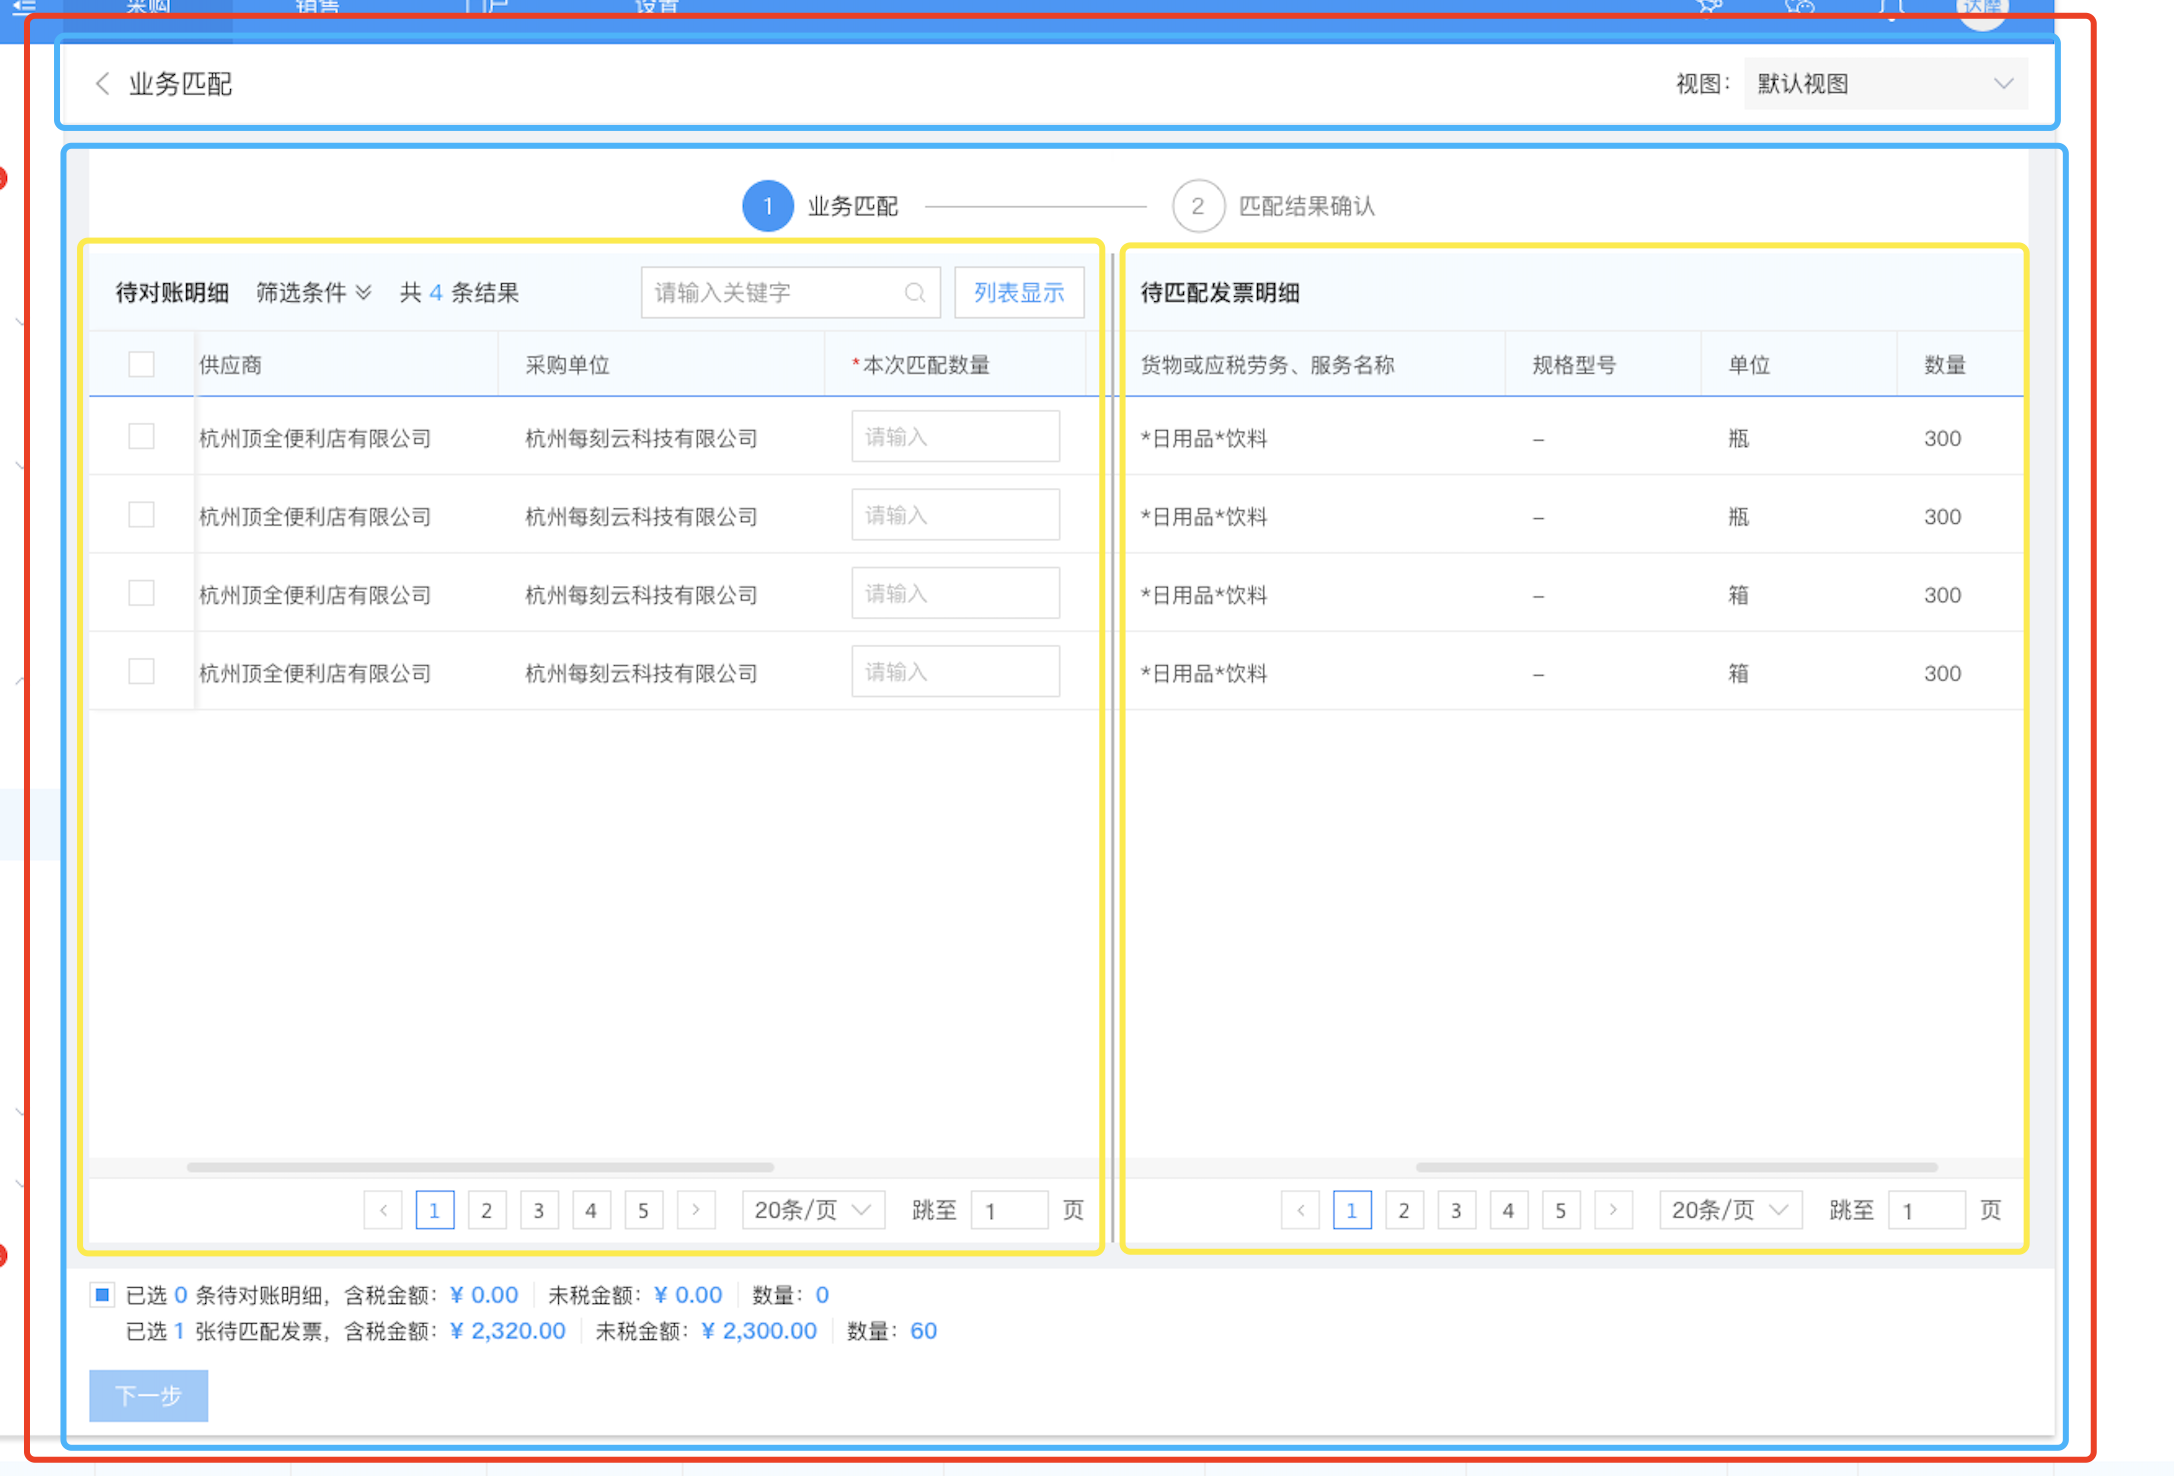 采购 销售 门户 设置
业务匹配 视图： 默认视图
1 业务匹配 2 匹配结果确认
待对账明细 筛选条件 共 4 条结果 请输入关键字 列表显示 待匹配发票明细
供应商 采购单位 *本次匹配数量 货物或应税劳务、服务名称 规格型号 单位 数量
杭州顶全便利店有限公司 杭州每刻云科技有限公司 请输入 *日用品*饮料 – 瓶 300
杭州顶全便利店有限公司 杭州每刻云科技有限公司 请输入 *日用品*饮料 – 瓶 300
杭州顶全便利店有限公司 杭州每刻云科技有限公司 请输入 *日用品*饮料 – 箱 300
杭州顶全便利店有限公司 杭州每刻云科技有限公司 请输入 *日用品*饮料 – 箱 300
< 1 2 3 4 5 > 20条/页 跳至 1 页 < 1 2 3 4 5 > 20条/页 跳至 1 页
已选 0 条待对账明细，含税金额：¥ 0.00 未税金额：¥ 0.00 数量：0
已选 1 张待匹配发票，含税金额：¥ 2,320.00 未税金额：¥ 2,300.00 数量：60
下一步